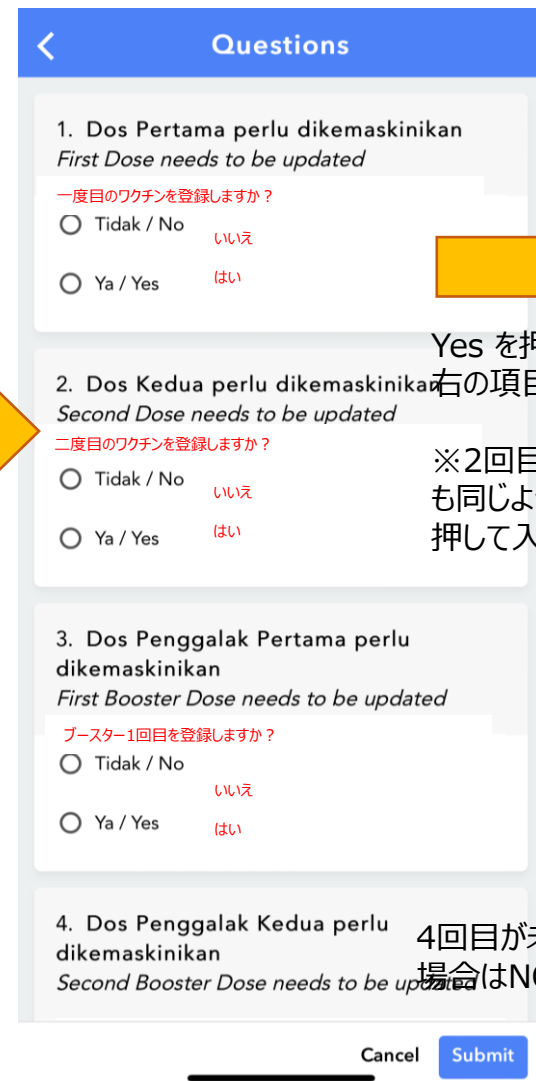 Questions
1. Dos Pertama perlu dikemaskinikan
First Dose needs to be updated
一度目のワクチンを登録しますか？
Tidak / No
いいえ
Ya / Yes
はい
Yes を押
右の項目
2. Dos Kedua perlu dikemaskinikan
Second Dose needs to be updated
二度目のワクチンを登録しますか？
Tidak / No
いいえ
Ya / Yes
はい
※2回目
も同じよ
押して入
3. Dos Penggalak Pertama perlu
dikemaskinikan
First Booster Dose needs to be updated
ブースター1回目を登録しますか？
Tidak / No
いいえ
Ya / Yes
はい
4. Dos Penggalak Kedua perlu
dikemaskinikan
Second Booster Dose needs to be updated
4回目が
場合はNO
Cancel
Submit